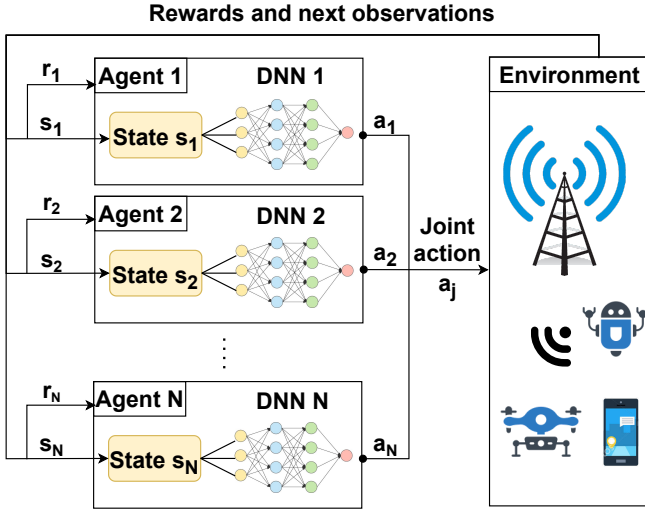 Rewards and next observations
r₁
Agent 1
DNN 1
s₁
State s₁
a₁
r₂
Agent 2
DNN 2
s₂
State s₂
a₂
rN
Agent N
DNN N
sN
State sN
aN
Joint
action
aj
Environment